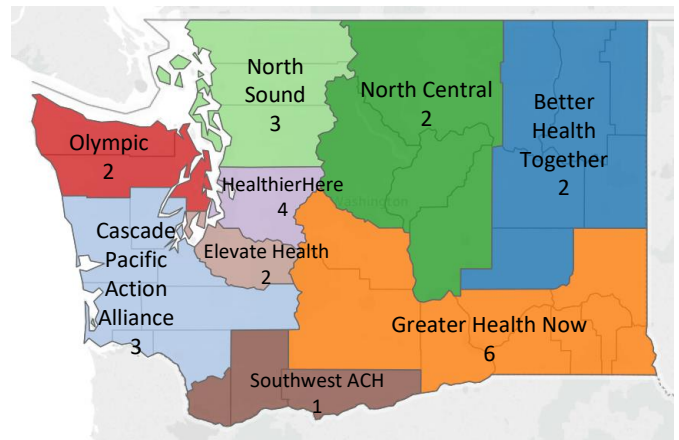 North
Sound
3
North Central
2
Better
Health
Together
2
Olympic
2
HealthierHere
4
Washington
Cascade
Pacific
Action
Alliance
3
Elevate Health
2
Greater Health Now
6
Southwest ACH
1